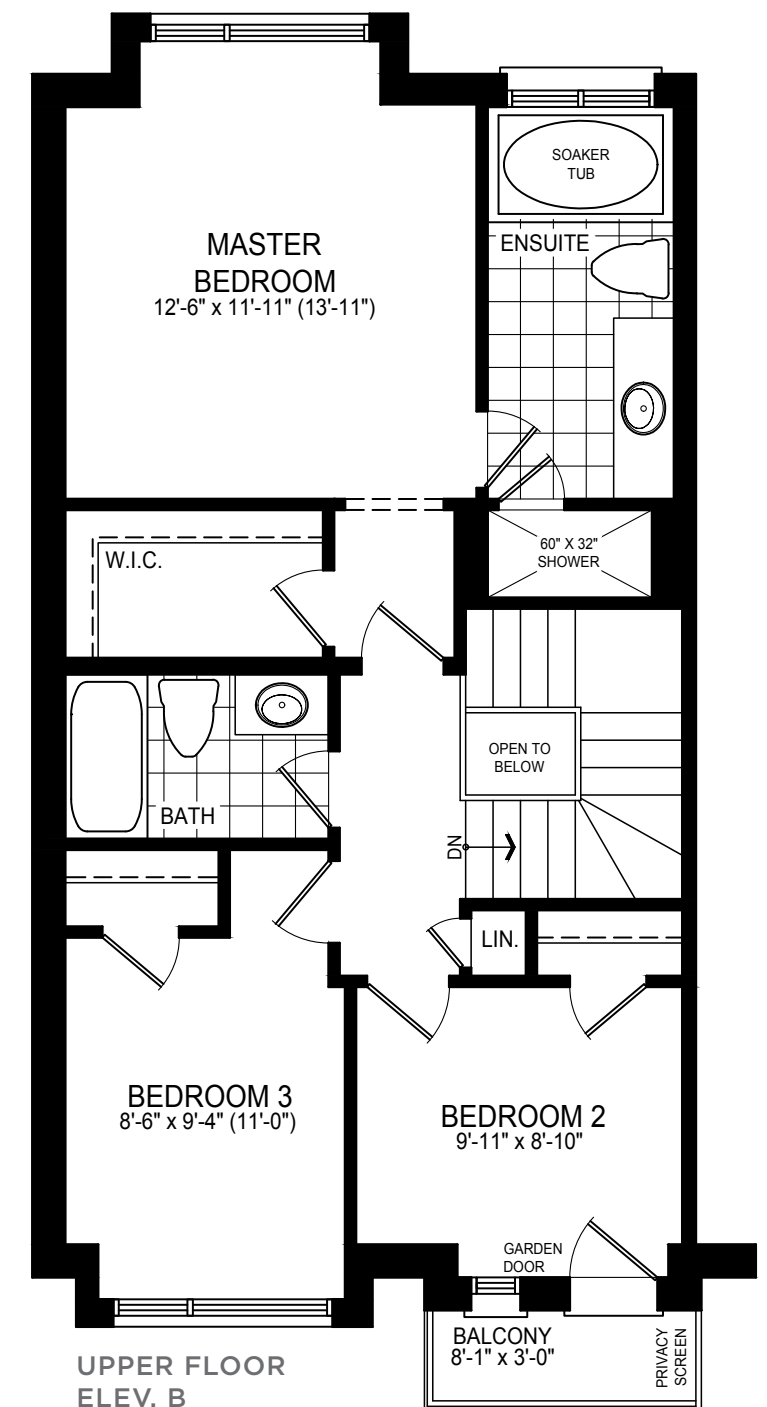 SOAKER
TUB
MASTER
BEDROOM
12'-6" x 11'-11" (13'-11")
ENSUITE
W.I.C.
60" X 32"
SHOWER
OPEN TO
BELOW
BATH
DN
LIN.
BEDROOM 3
8'-6" x 9'-4" (11'-0")
BEDROOM 2
9'-11" x 8'-10"
GARDEN
DOOR
BALCONY
8'-1" x 3'-0"
PRIVACY
SCREEN
UPPER FLOOR
ELEV. B